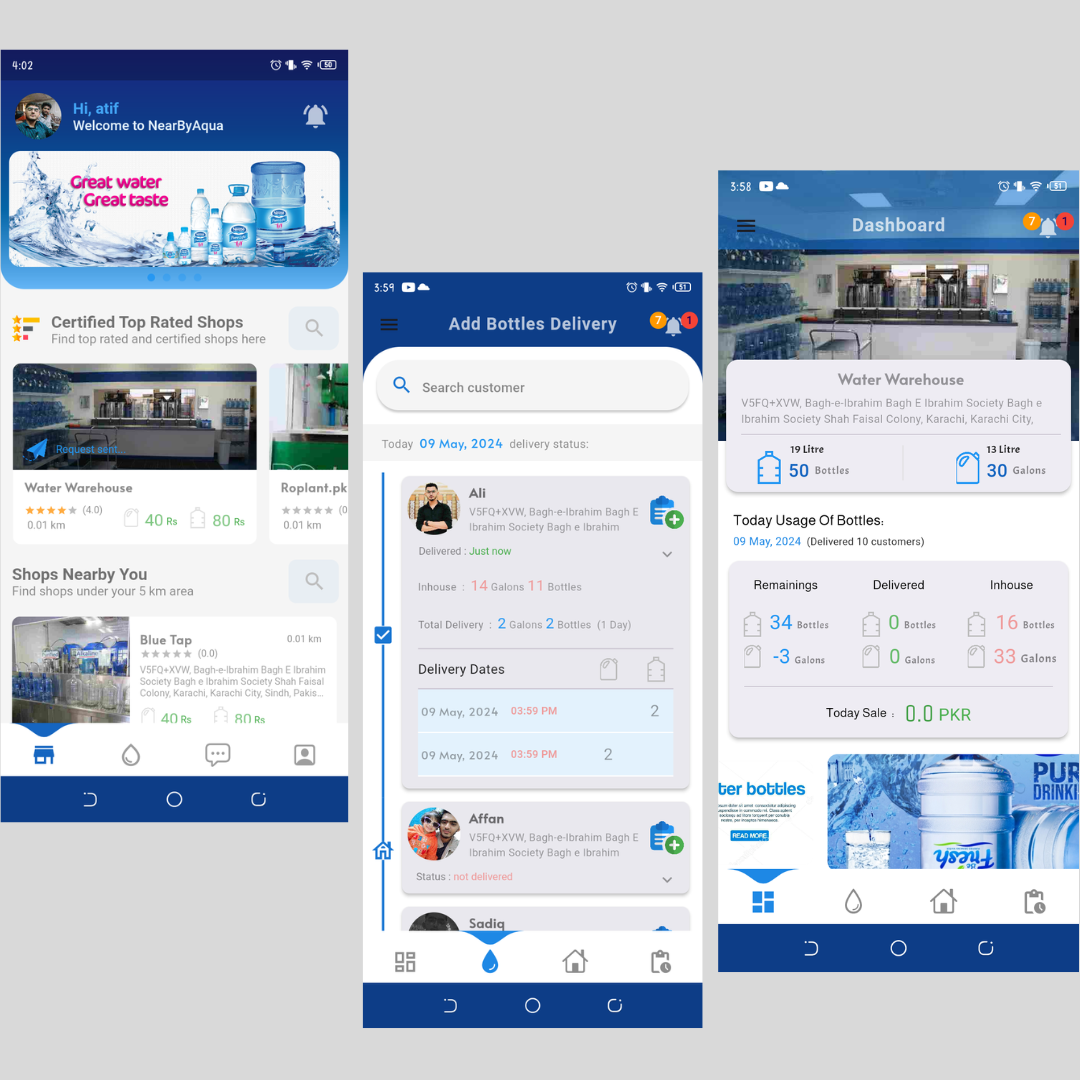 4:02
50
Hi, atif
Welcome to NearByAqua
Great water
Great taste
Certified Top Rated Shops
Find top rated and certified shops here
Request sent...
Water Warehouse
(4.0)
0.01 km
40 Rs
80 Rs
Roplant.pk
(0
0.01 km
Shops Nearby You
Find shops under your 5 km area
Blue Tap
0.01 km
(0.0)
V5FQ+XVW, Bagh-e-Ibrahim Bagh E Ibrahim
Society Bagh e Ibrahim Society Shah Faisal
Colony, Karachi, Karachi City, Sindh, Pakis...
40 Rs
80 Rs
3:59
51
Add Bottles Delivery
7
1
Search customer
Today 09 May, 2024 delivery status:
Ali
V5FQ+XVW, Bagh-e-Ibrahim Bagh E
Ibrahim Society Bagh e Ibrahim
Delivered : Just now
Inhouse : 14 Galons 11 Bottles
Total Delivery : 2 Galons 2 Bottles (1 Day)
Delivery Dates
09 May, 2024 03:59 PM 2
09 May, 2024 03:59 PM 2
Affan
V5FQ+XVW, Bagh-e-Ibrahim Bagh E
Ibrahim Society Bagh e Ibrahim
Status : not delivered
Sadiq
3:58
51
Dashboard
7
1
Water Warehouse
V5FQ+XVW, Bagh-e-Ibrahim Bagh E Ibrahim Society Bagh e
Ibrahim Society Shah Faisal Colony, Karachi, Karachi City,
19 Litre
50 Bottles
13 Litre
30 Galons
Today Usage Of Bottles:
09 May, 2024 (Delivered 10 customers)
Remainings Delivered Inhouse
34 Bottles 0 Bottles 16 Bottles
-3 Galons 0 Galons 33 Galons
Today Sale : 0.0 PKR
ter bottles
READ MORE
PUR
DRINKI
Fresh